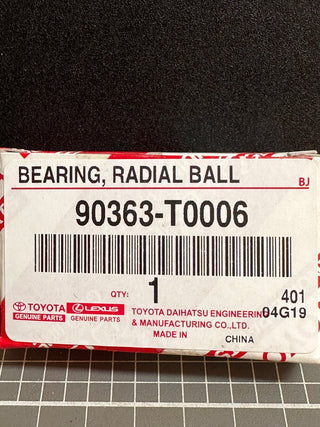 BEARING, RADIAL BALL
BJ
90363-T0006
QTY: 1
401
TOYOTA LEXUS TOYOTA DAIHATSU ENGINEERING 04G19
GENUINE PARTS GENUINE PARTS & MANUFACTURING CO.,LTD.
MADE IN CHINA